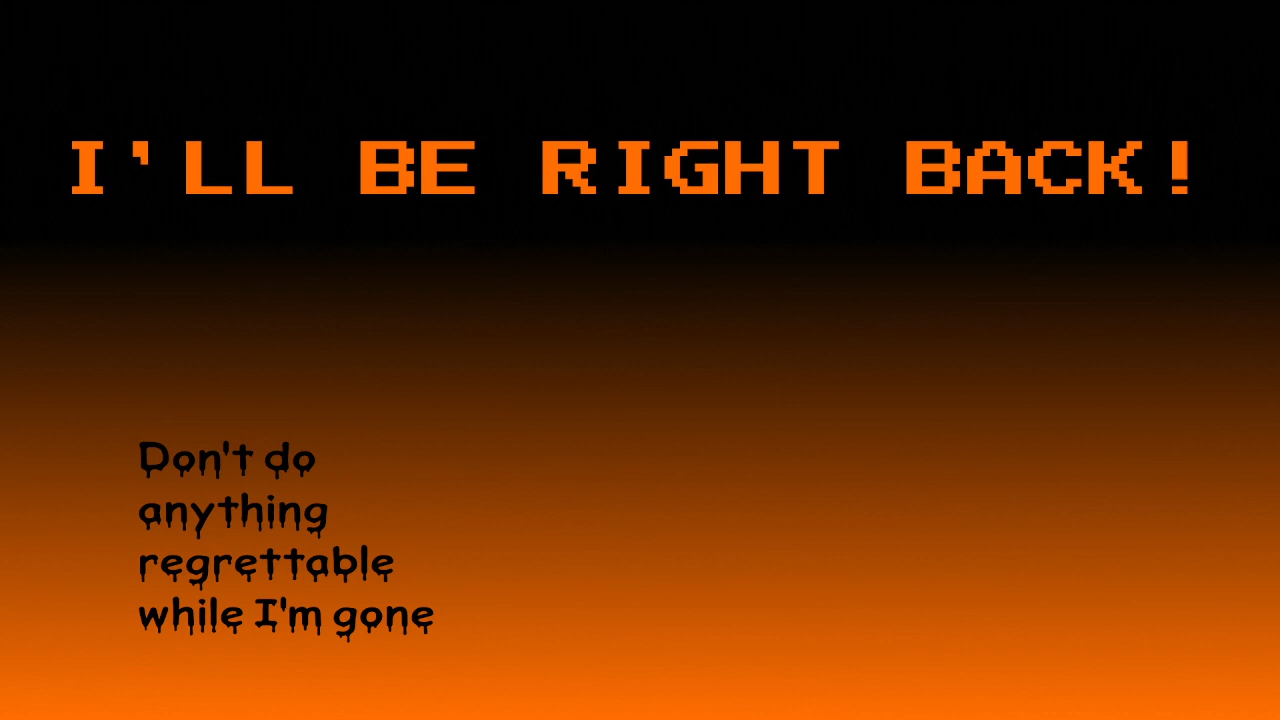 I'LL BE RIGHT BACK!
Don't do
anything
regrettable
while I'm gone